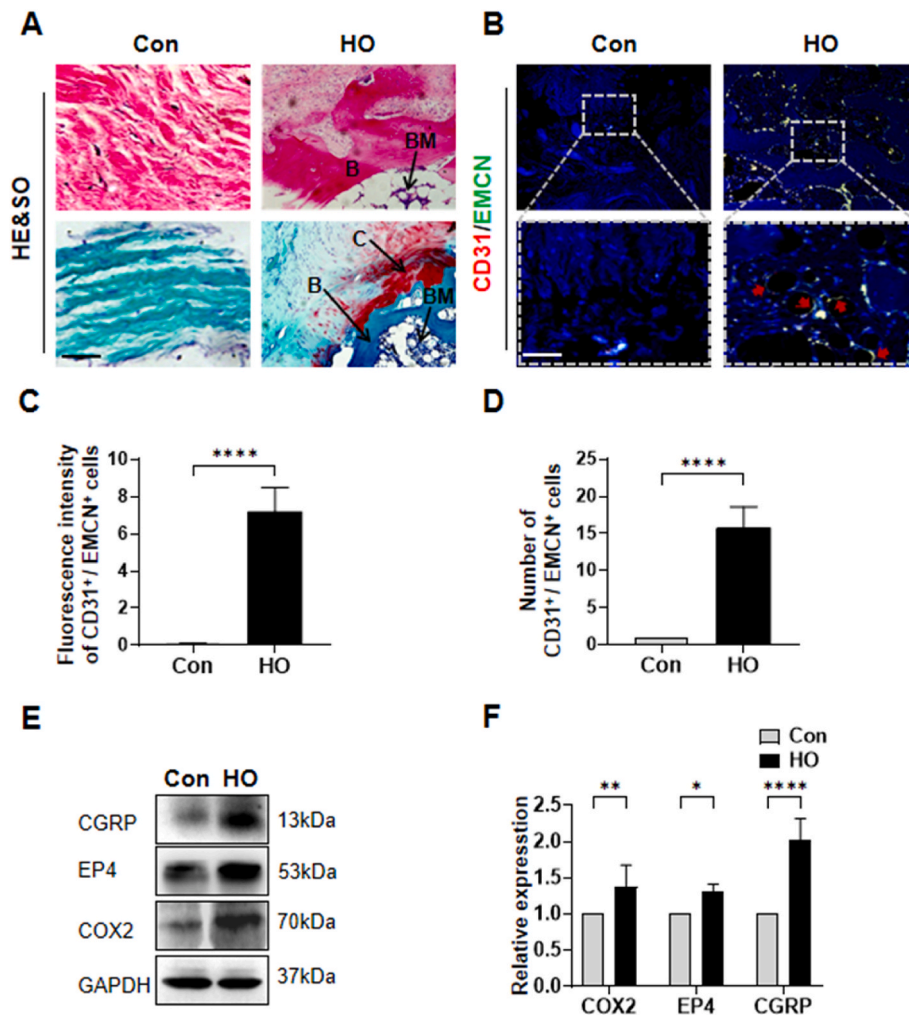 A
Con HO
HE&SO
B
BM
C
B
BM
B
Con HO
CD31/EMCN
C
Fluorescence intensity
of CD31⁺/ EMCN⁺ cells
10
8
6
4
2
0
****
Con HO
D
Number of
CD31⁺/ EMCN⁺ cells
25
20
15
10
5
0
****
Con HO
E
Con HO
CGRP 13kDa
EP4 53kDa
COX2 70kDa
GAPDH 37kDa
F
Con
HO
Relative expresstion
2.5
2.0
1.5
1.0
0.5
0.0
** * ****
COX2 EP4 CGRP